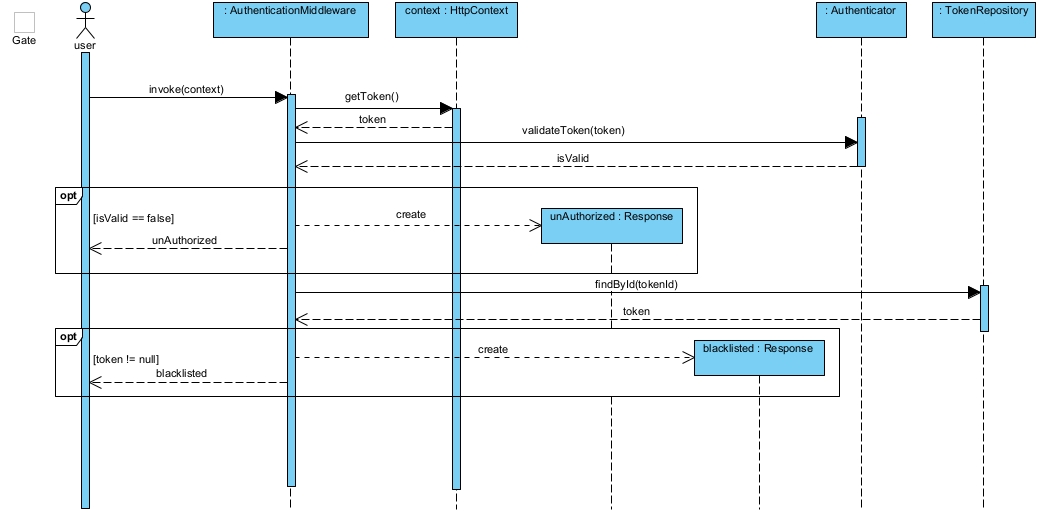 Gate
user
: AuthenticationMiddleware
context : HttpContext
: Authenticator
: TokenRepository
invoke(context)
getToken()
token
validateToken(token)
isValid
opt
[isValid == false]
create
unAuthorized : Response
unAuthorized
findById(tokenId)
token
opt
[token != null]
create
blacklisted : Response
blacklisted